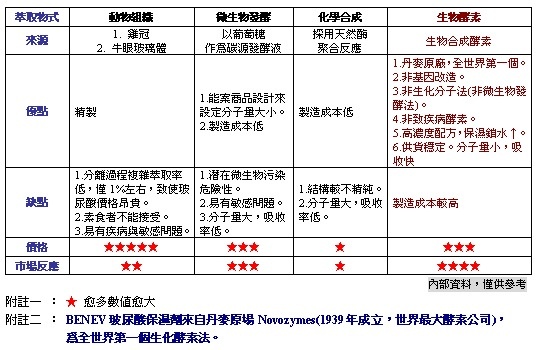 萃取物式 動物組織 微生物發酵 化學合成 生物酵素
來源
1. 雞冠
2. 牛眼玻璃體
以葡萄糖
作為碳源發酵液
採用天然酶
聚合反應
生物合成酵素
優點
精製
1.能案商品設計來
設定分子量大小。
2.製造成本低
製造成本低
1.丹麥原廠,全世界第一個。
2.非基因改造。
3.非生化分子法(非微生物發
酵法)。
4.非致疾病酵素。
5.高濃度配方,保濕鎖水↑。
6.供貨穩定。分子量小,吸
收快
缺點
1.分離過程複雜萃取率
低,僅1%左右,致使玻
尿酸價格昂貴。
2.素食者不能接受。
3.易有疾病與敏感問題。
1.潛在微生物污染
危險性。
2.易有敏感問題。
3.分子量大,吸收
率低。
1.結構較不精純。
2.分子量大,吸收
率低。
製造成本較高
價格 ★★★★★ ★★★ ★ ★★★
市場反應 ★★ ★★★ ★ ★★★★
內部資料,僅供參考
附註一 : ★ 愈多數值愈大
附註二 : BENEV 玻尿酸保濕劑來自丹麥原場 Novozymes(1939年成立,世界最大酵素公司),
為全世界第一個生化酵素法。